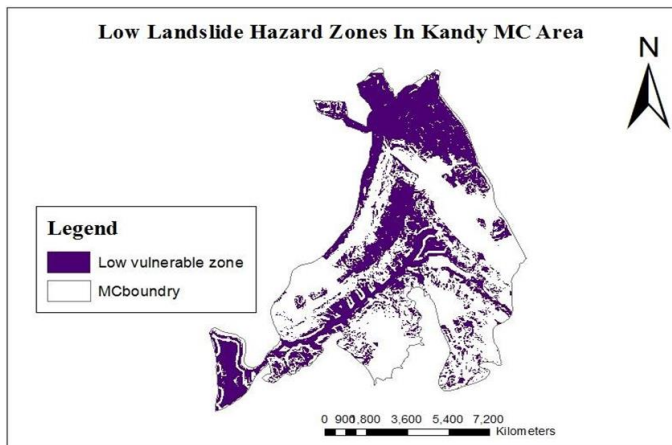 Low Landslide Hazard Zones In Kandy MC Area
N
Legend
Low vulnerable zone
MCboundry
0 900 1,800 3,600 5,400 7,200
Kilometers